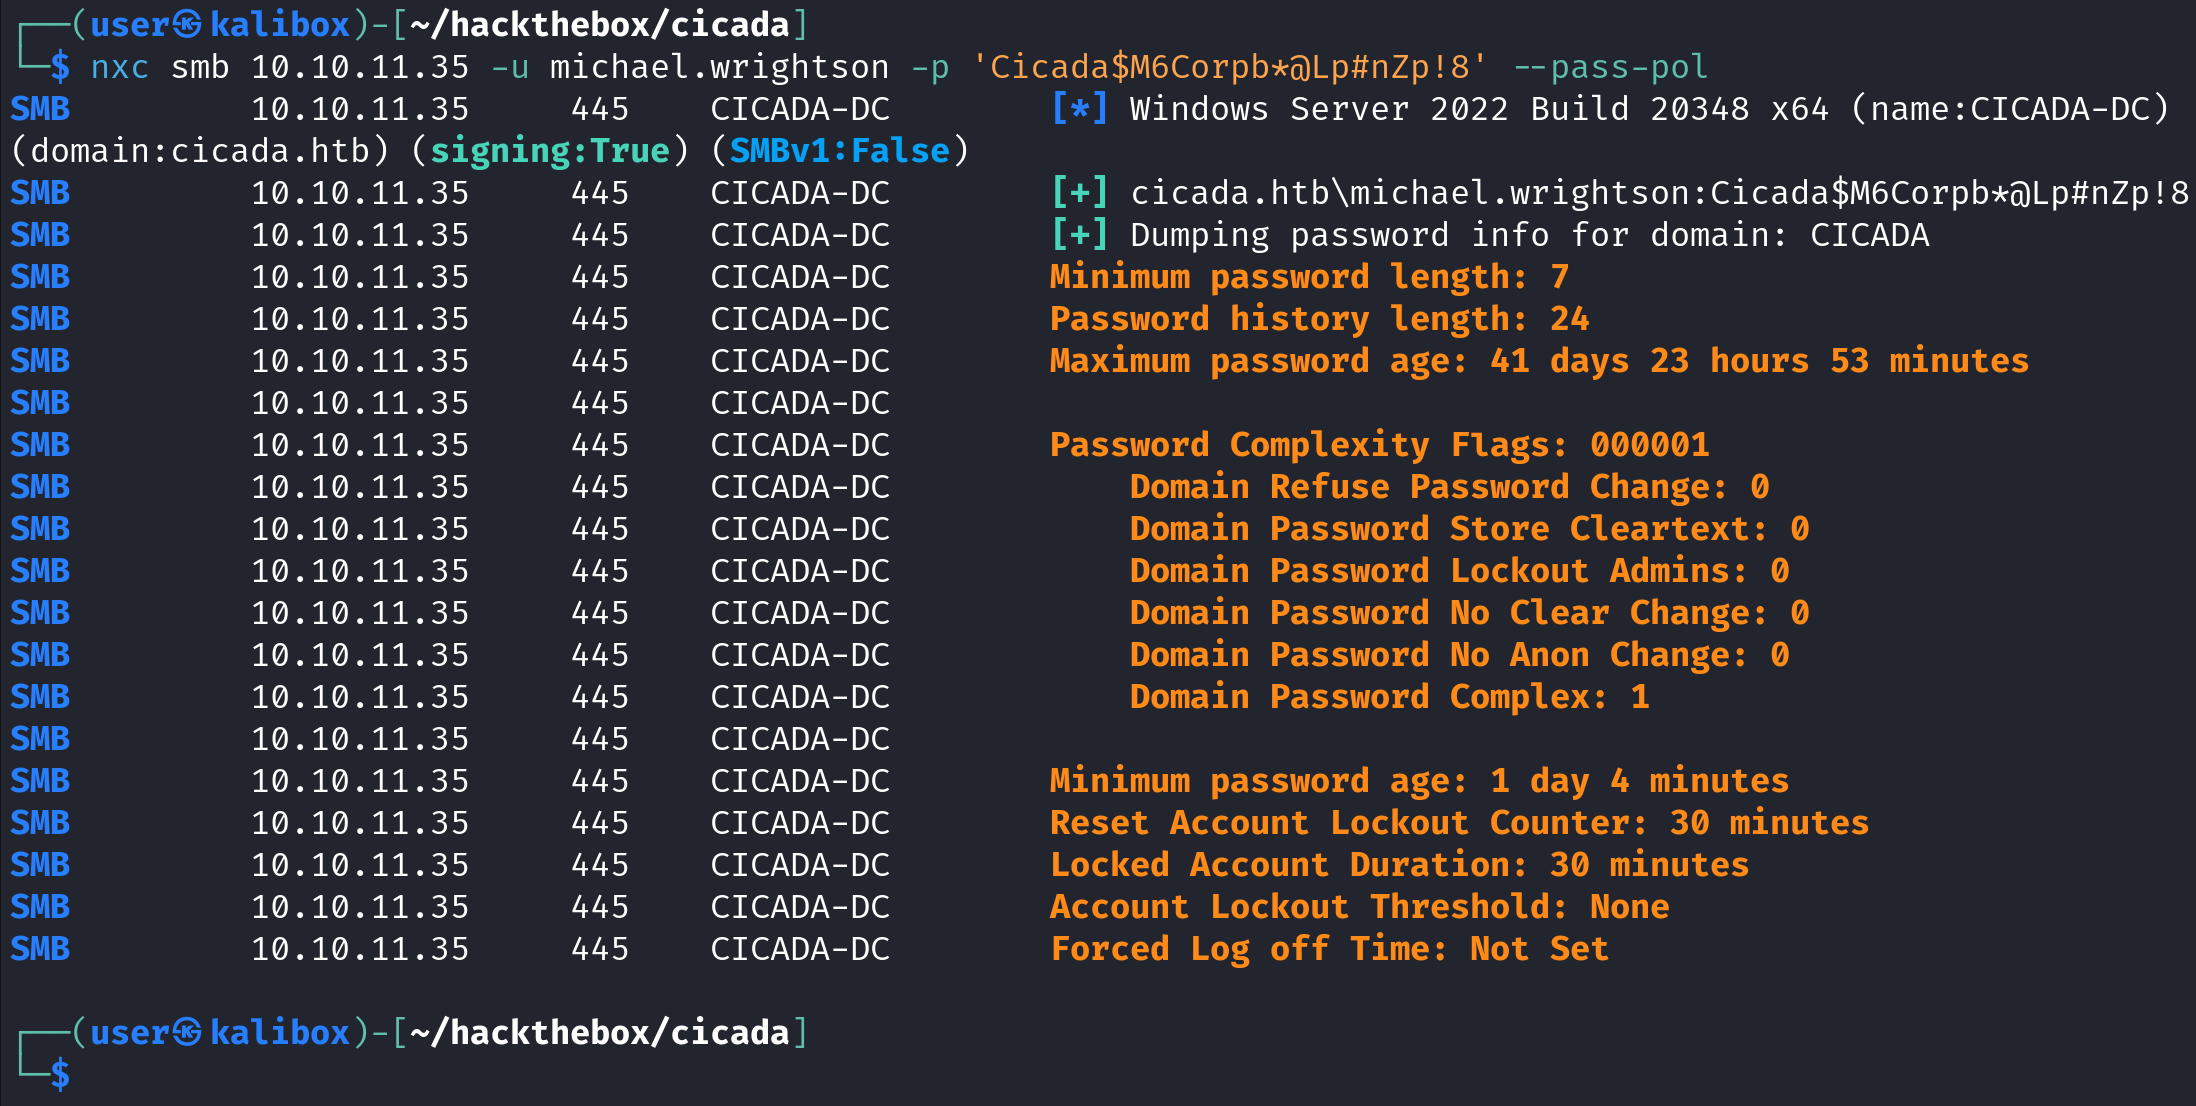 ┌──(user㉿kalibox)-[~/hackthebox/cicada]
└─$ nxc smb 10.10.11.35 -u michael.wrightson -p 'Cicada$M6Corpb*@Lp#nZp!8' --pass-pol
SMB         10.10.11.35     445    CICADA-DC        [*] Windows Server 2022 Build 20348 x64 (name:CICADA-DC)
(domain:cicada.htb) (signing:True) (SMBv1:False)
SMB         10.10.11.35     445    CICADA-DC        [+] cicada.htb\michael.wrightson:Cicada$M6Corpb*@Lp#nZp!8
SMB         10.10.11.35     445    CICADA-DC        [+] Dumping password info for domain: CICADA
SMB         10.10.11.35     445    CICADA-DC        Minimum password length: 7
SMB         10.10.11.35     445    CICADA-DC        Password history length: 24
SMB         10.10.11.35     445    CICADA-DC        Maximum password age: 41 days 23 hours 53 minutes
SMB         10.10.11.35     445    CICADA-DC
SMB         10.10.11.35     445    CICADA-DC        Password Complexity Flags: 000001
SMB         10.10.11.35     445    CICADA-DC            Domain Refuse Password Change: 0
SMB         10.10.11.35     445    CICADA-DC            Domain Password Store Cleartext: 0
SMB         10.10.11.35     445    CICADA-DC            Domain Password Lockout Admins: 0
SMB         10.10.11.35     445    CICADA-DC            Domain Password No Clear Change: 0
SMB         10.10.11.35     445    CICADA-DC            Domain Password No Anon Change: 0
SMB         10.10.11.35     445    CICADA-DC            Domain Password Complex: 1
SMB         10.10.11.35     445    CICADA-DC
SMB         10.10.11.35     445    CICADA-DC        Minimum password age: 1 day 4 minutes
SMB         10.10.11.35     445    CICADA-DC        Reset Account Lockout Counter: 30 minutes
SMB         10.10.11.35     445    CICADA-DC        Locked Account Duration: 30 minutes
SMB         10.10.11.35     445    CICADA-DC        Account Lockout Threshold: None
SMB         10.10.11.35     445    CICADA-DC        Forced Log off Time: Not Set
┌──(user㉿kalibox)-[~/hackthebox/cicada]
└─$